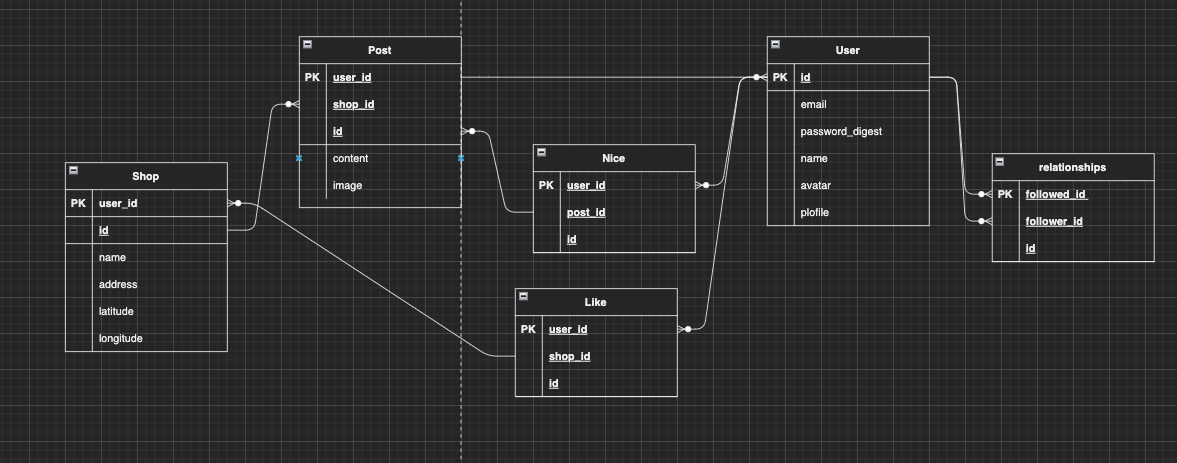 Post
PK user_id
shop_id
id
content
image
User
PK id
email
password_digest
name
avatar
plofile
Nice
PK user_id
post_id
id
relationships
PK followed_id
follower_id
id
Shop
PK user_id
id
name
address
latitude
longitude
Like
PK user_id
shop_id
id